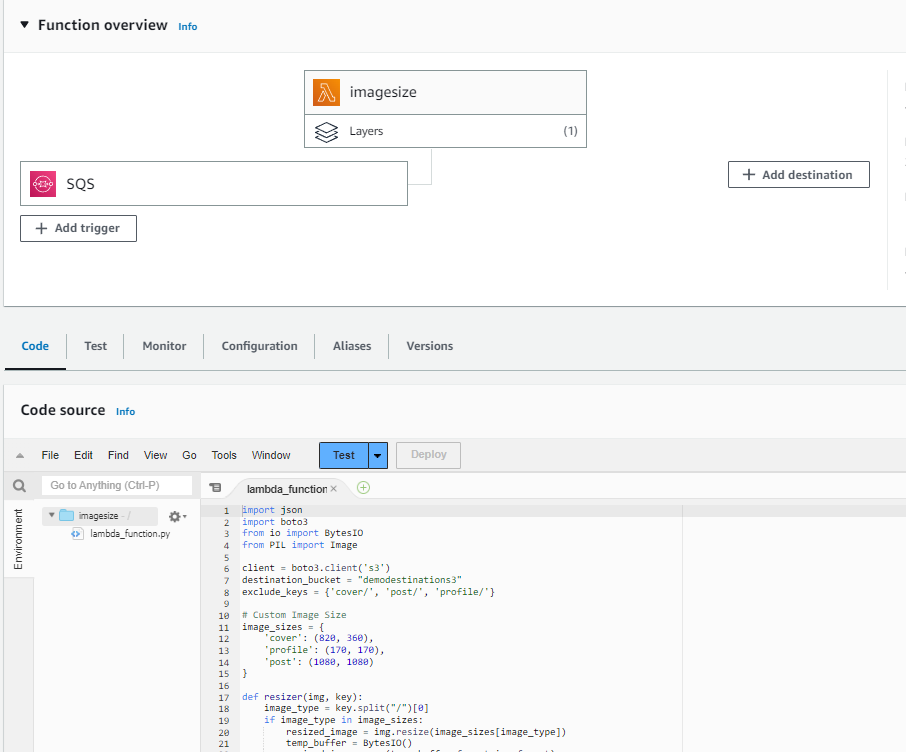 Function overview Info
imagesize
Layers (1)
SQS
Add destination
Add trigger
Code Test Monitor Configuration Aliases Versions
Code source Info
File Edit Find View Go Tools Window Test Deploy
Go to Anything (Ctrl-P) lambda_function
Environment
imagesize - /
lambda_function.py
1 import json
2 import boto3
3 from io import BytesIO
4 from PIL import Image
5
6 client = boto3.client('s3')
7 destination_bucket = "demodestinations3"
8 exclude_keys = {'cover/', 'post/', 'profile/'}
9
10 # Custom Image Size
11 image_sizes = {
12 'cover': (820, 360),
13 'profile': (170, 170),
14 'post': (1080, 1080)
15 }
16
17 def resizer(img, key):
18 image_type = key.split("/")[0]
19 if image_type in image_sizes:
20 resized_image = img.resize(image_sizes[image_type])
21 temp_buffer = BytesIO()